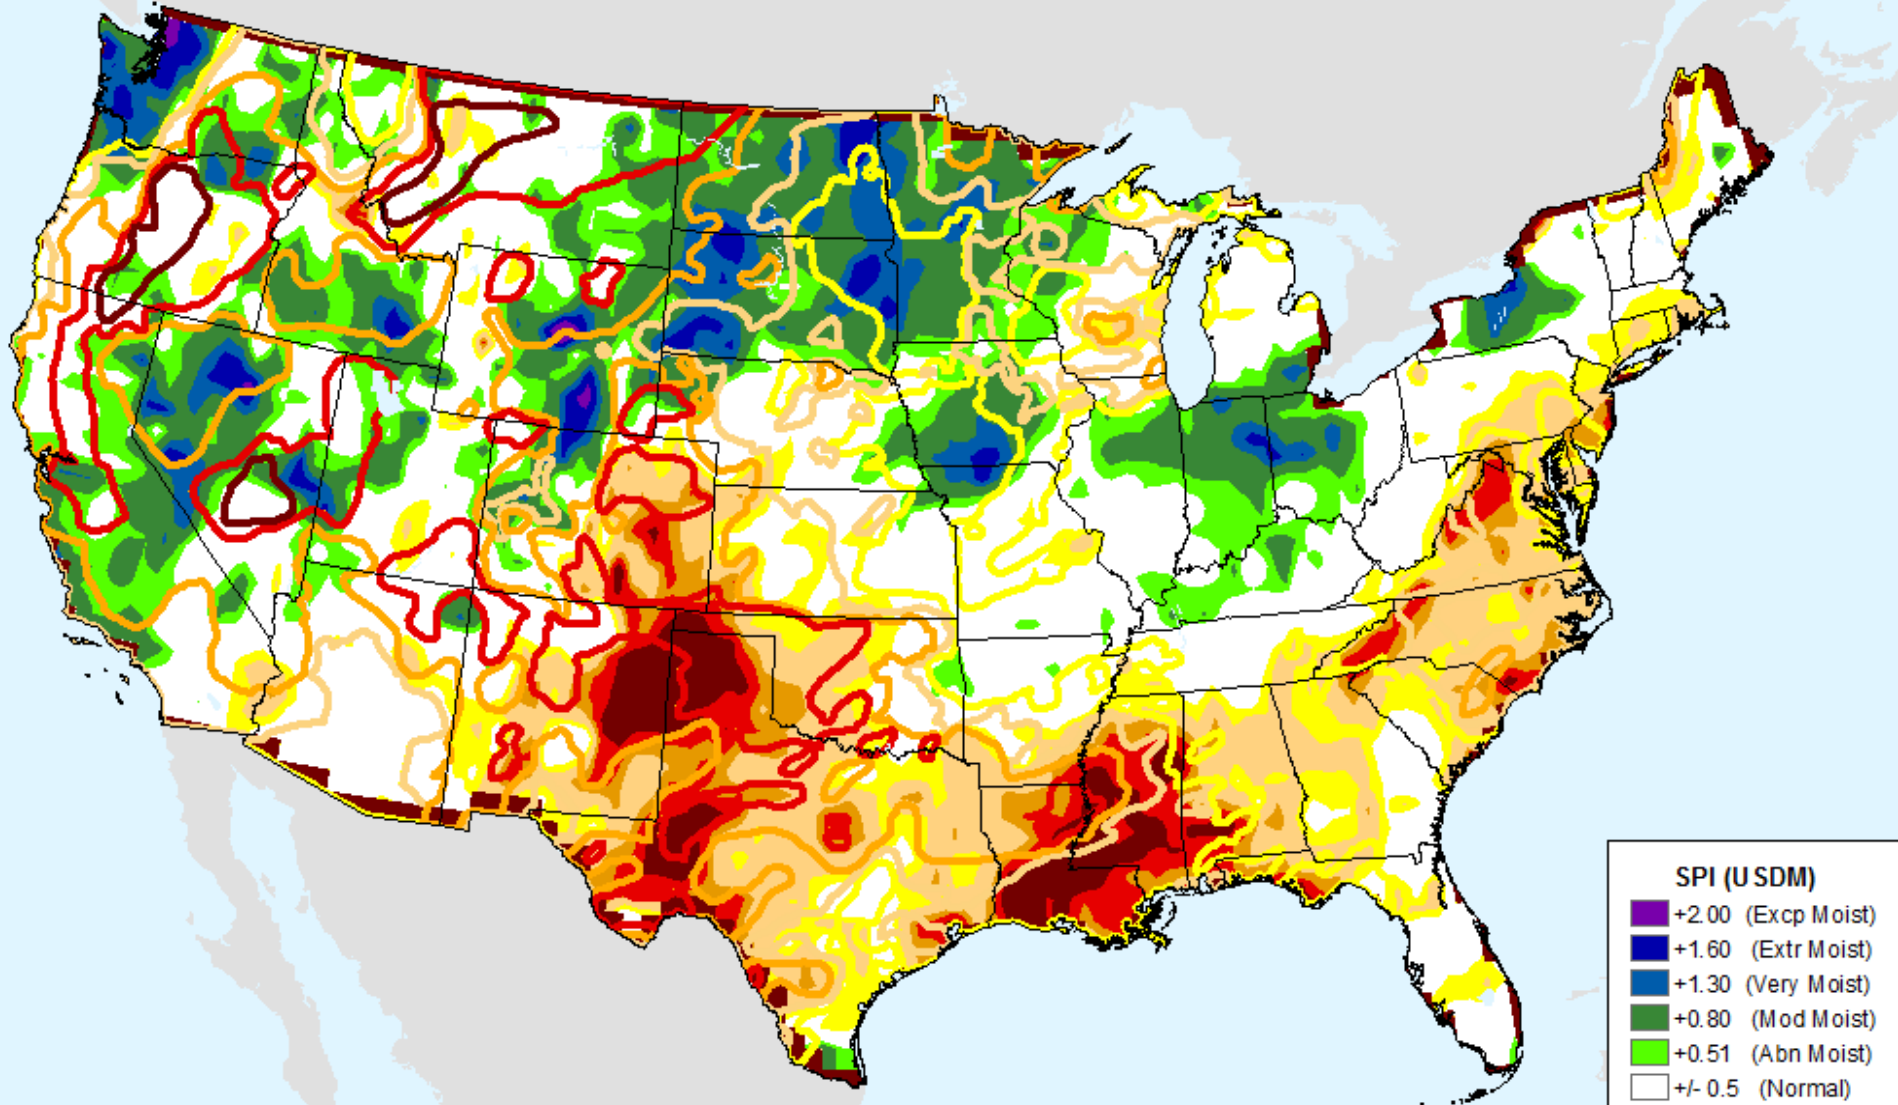 SPI (USDM)
+2.00 (Excp Moist)
+1.60 (Extr Moist)
+1.30 (Very Moist)
+0.80 (Mod Moist)
+0.51 (Abn Moist)
+/- 0.5 (Normal)